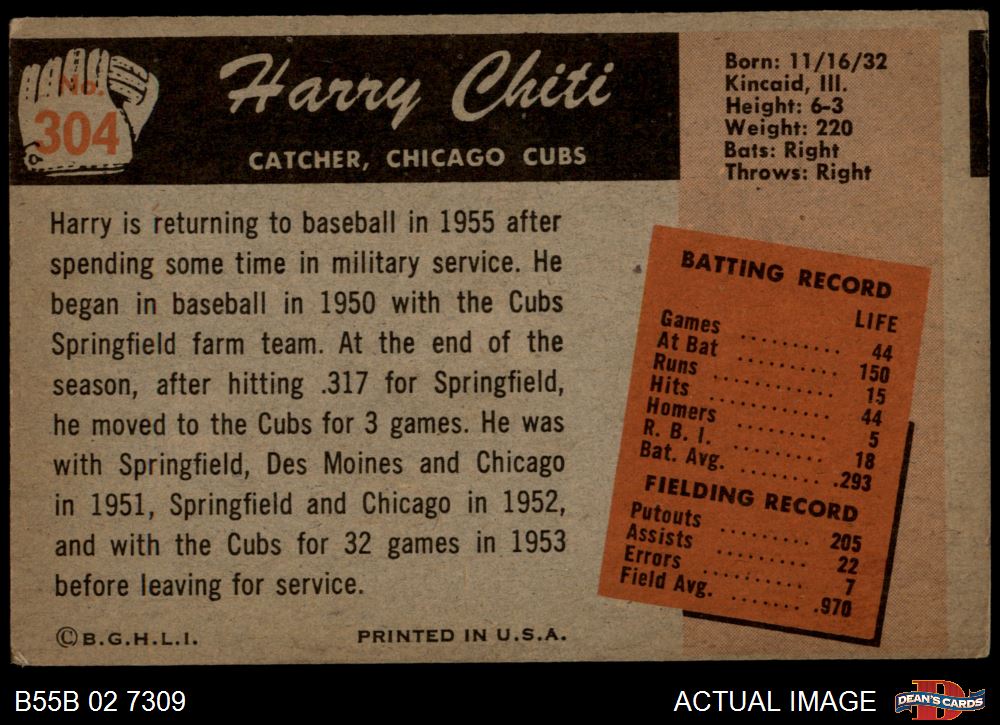 No.
304
Harry Chiti
CATCHER, CHICAGO CUBS
Born: 11/16/32
Kincaid, Ill.
Height: 6-3
Weight: 220
Bats: Right
Throws: Right
Harry is returning to baseball in 1955 after
spending some time in military service. He
began in baseball in 1950 with the Cubs
Springfield farm team. At the end of the
season, after hitting .317 for Springfield,
he moved to the Cubs for 3 games. He was
with Springfield, Des Moines and Chicago
in 1951, Springfield and Chicago in 1952,
and with the Cubs for 32 games in 1953
before leaving for service.
©B.G.H.L.I. PRINTED IN U.S.A.
BATTING RECORD
LIFE
Games .......... 44
At Bat .......... 150
Runs ............ 15
Hits ............. 44
Homers ......... 5
R. B. I. .......... 18
Bat. Avg. ........ .293
FIELDING RECORD
Putouts ......... 205
Assists .......... 22
Errors ........... 7
Field Avg. ....... .970
B55B 02 7309
ACTUAL IMAGE
D
DEAN'S CARDS